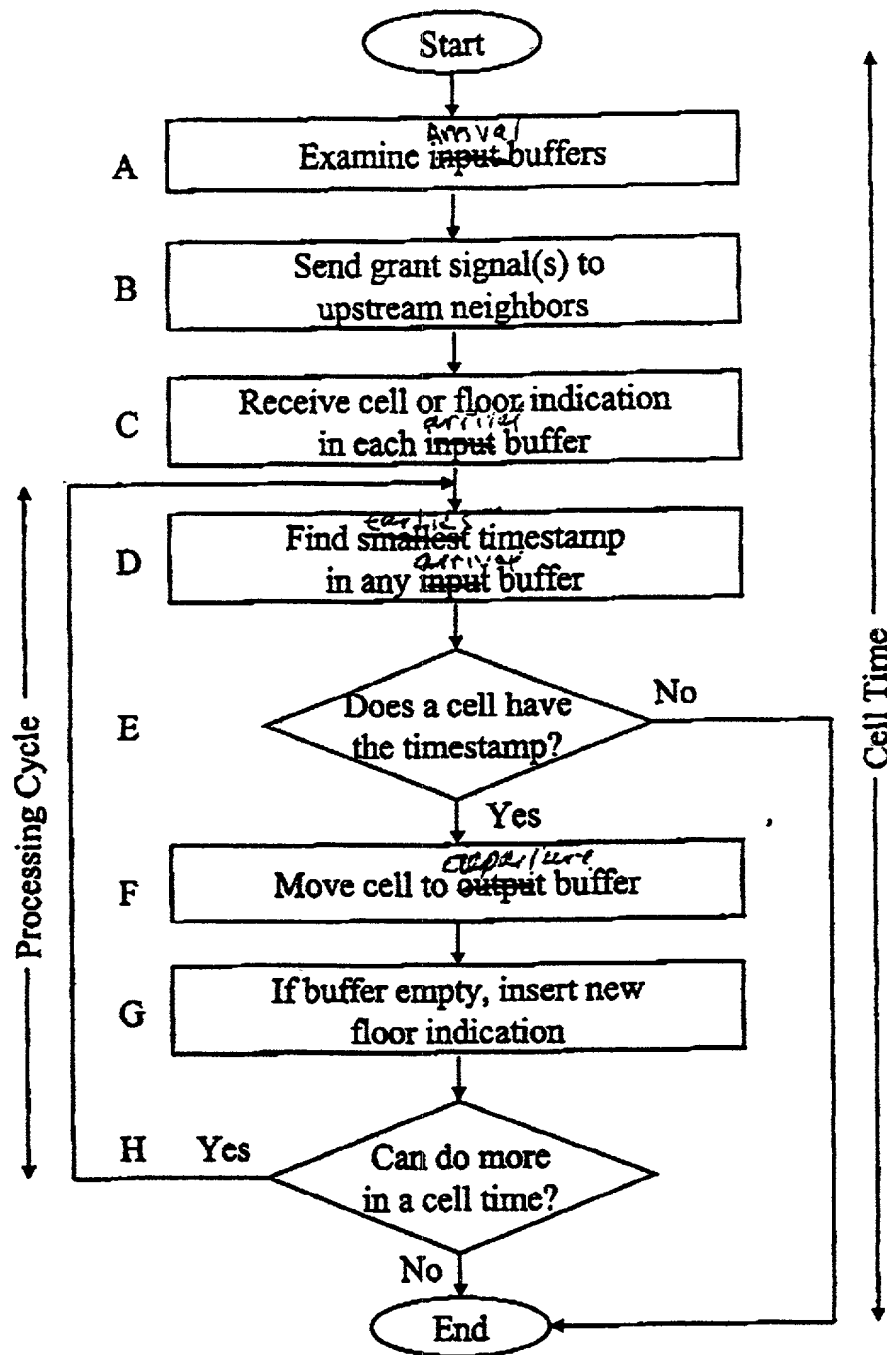 Start
Arrival
A
Examine input buffers
B
Send grant signal(s) to
upstream neighbors
C
Receive cell or floor indication
arrival
in each input buffer
earliest
D
Find smallest timestamp
arrival
in any input buffer
E
Does a cell have
the timestamp?
No
Yes
departure
F
Move cell to output buffer
G
If buffer empty, insert new
floor indication
H
Yes
Can do more
in a cell time?
No
End
Processing Cycle
Cell Time